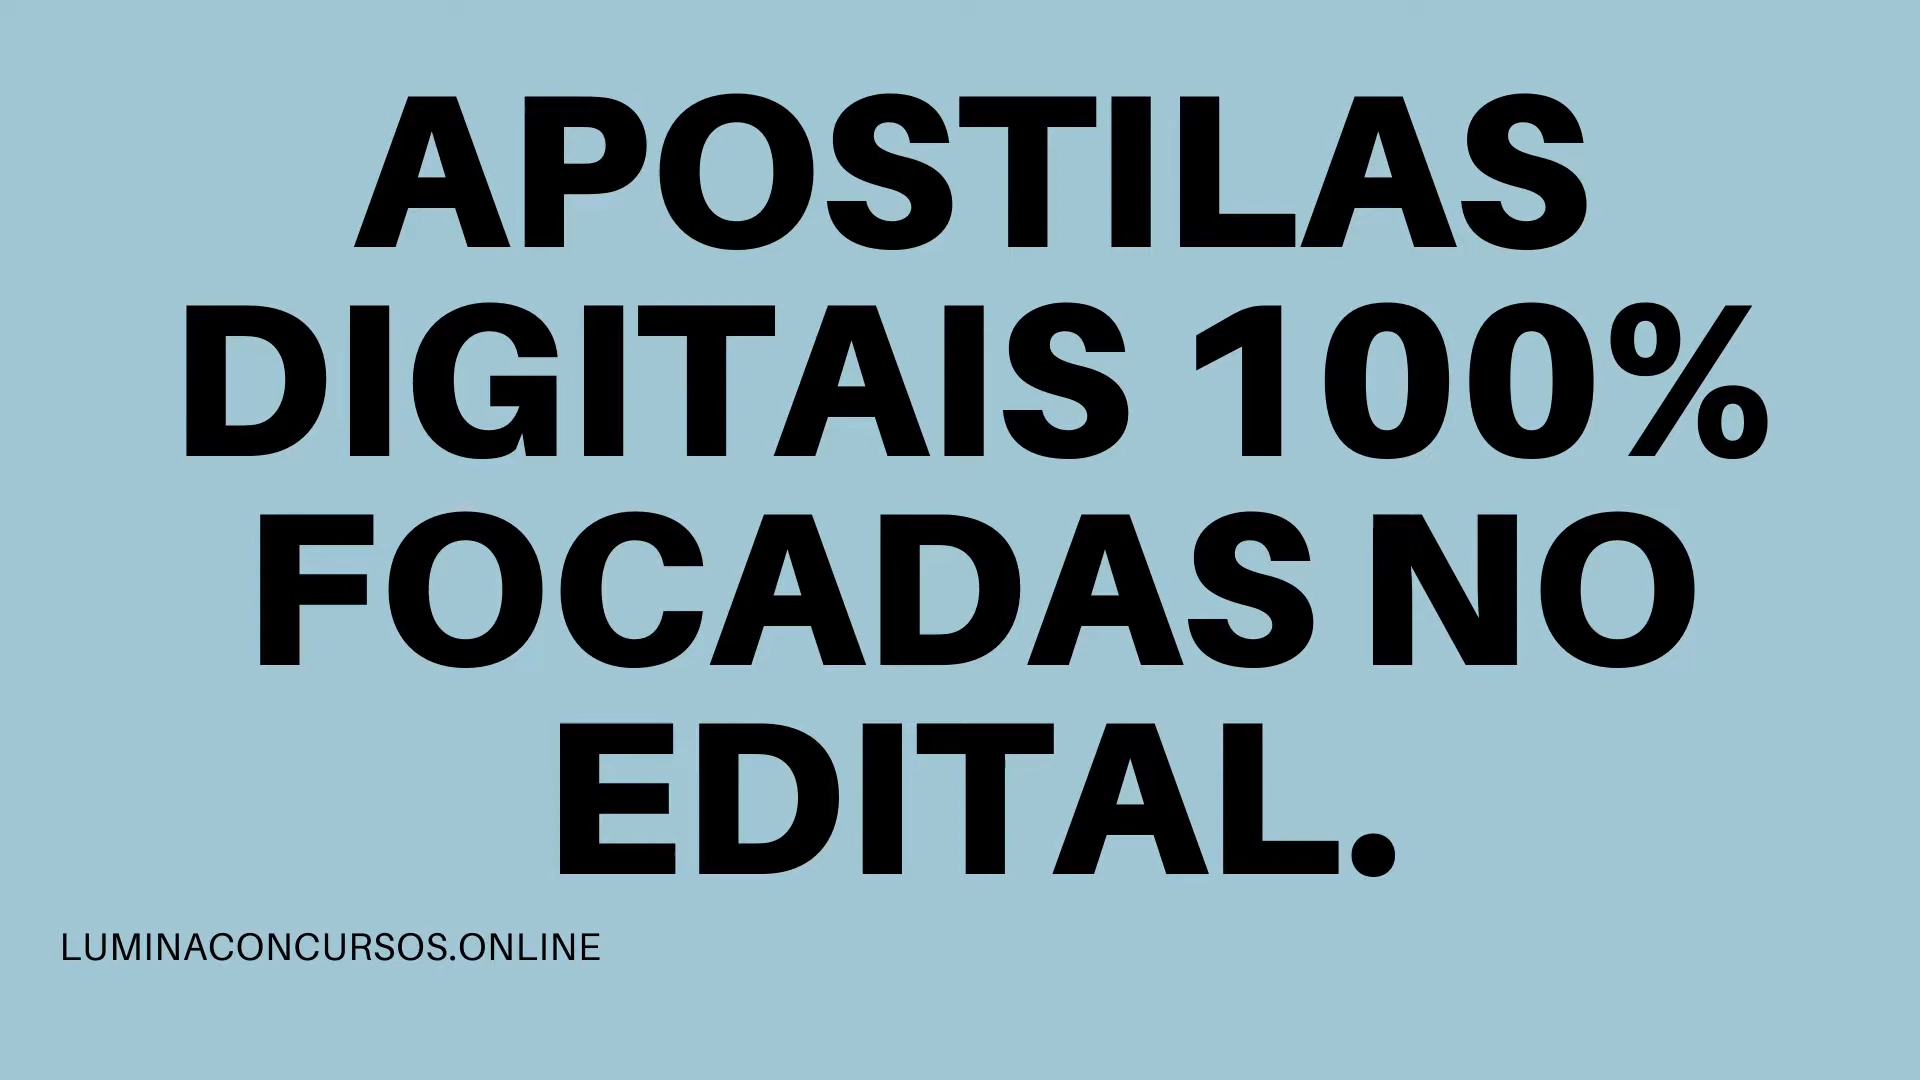 APOSTILAS
DIGITAIS 100%
FOCADAS NO
EDITAL.
LUMINACONCURSOS.ONLINE